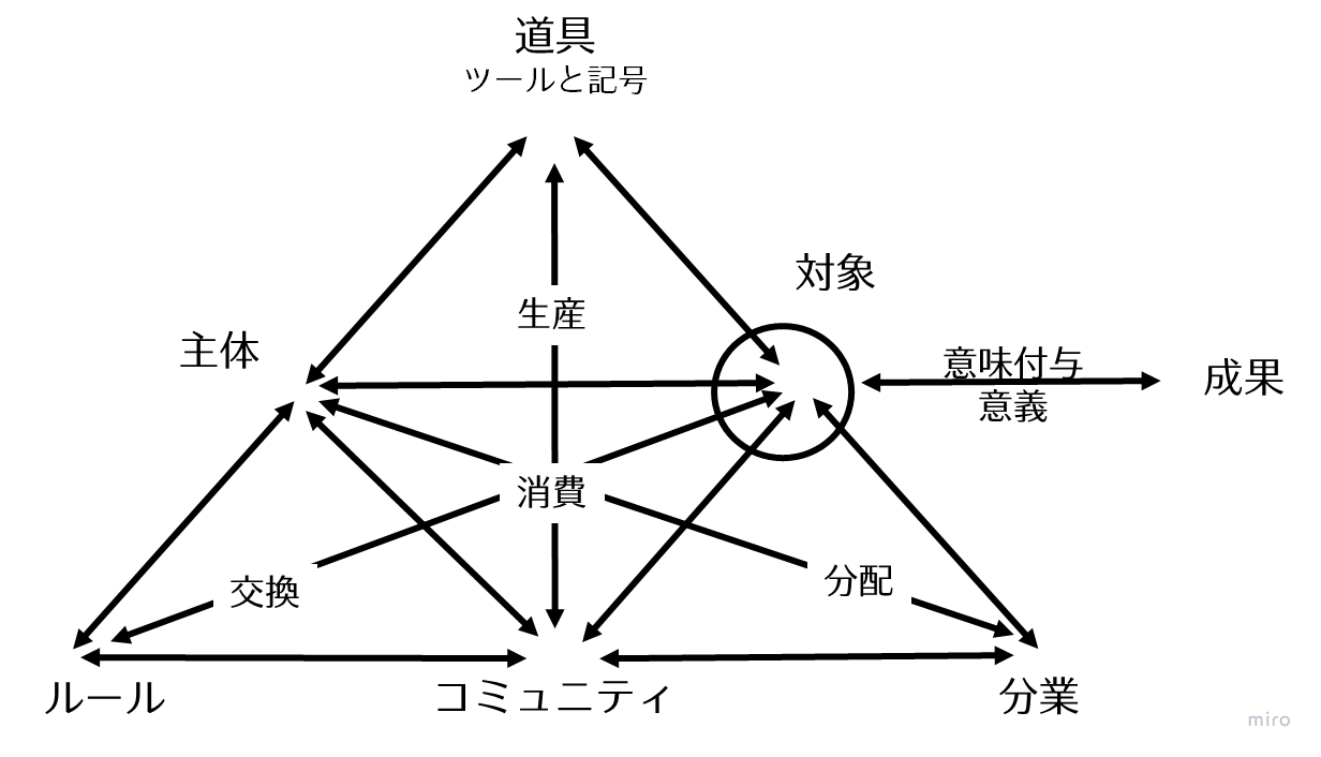 道具
ツールと記号
対象
生産
主体
意味付与
意義
成果
消費
交換
分配
ルール
コミュニティ
分業
miro